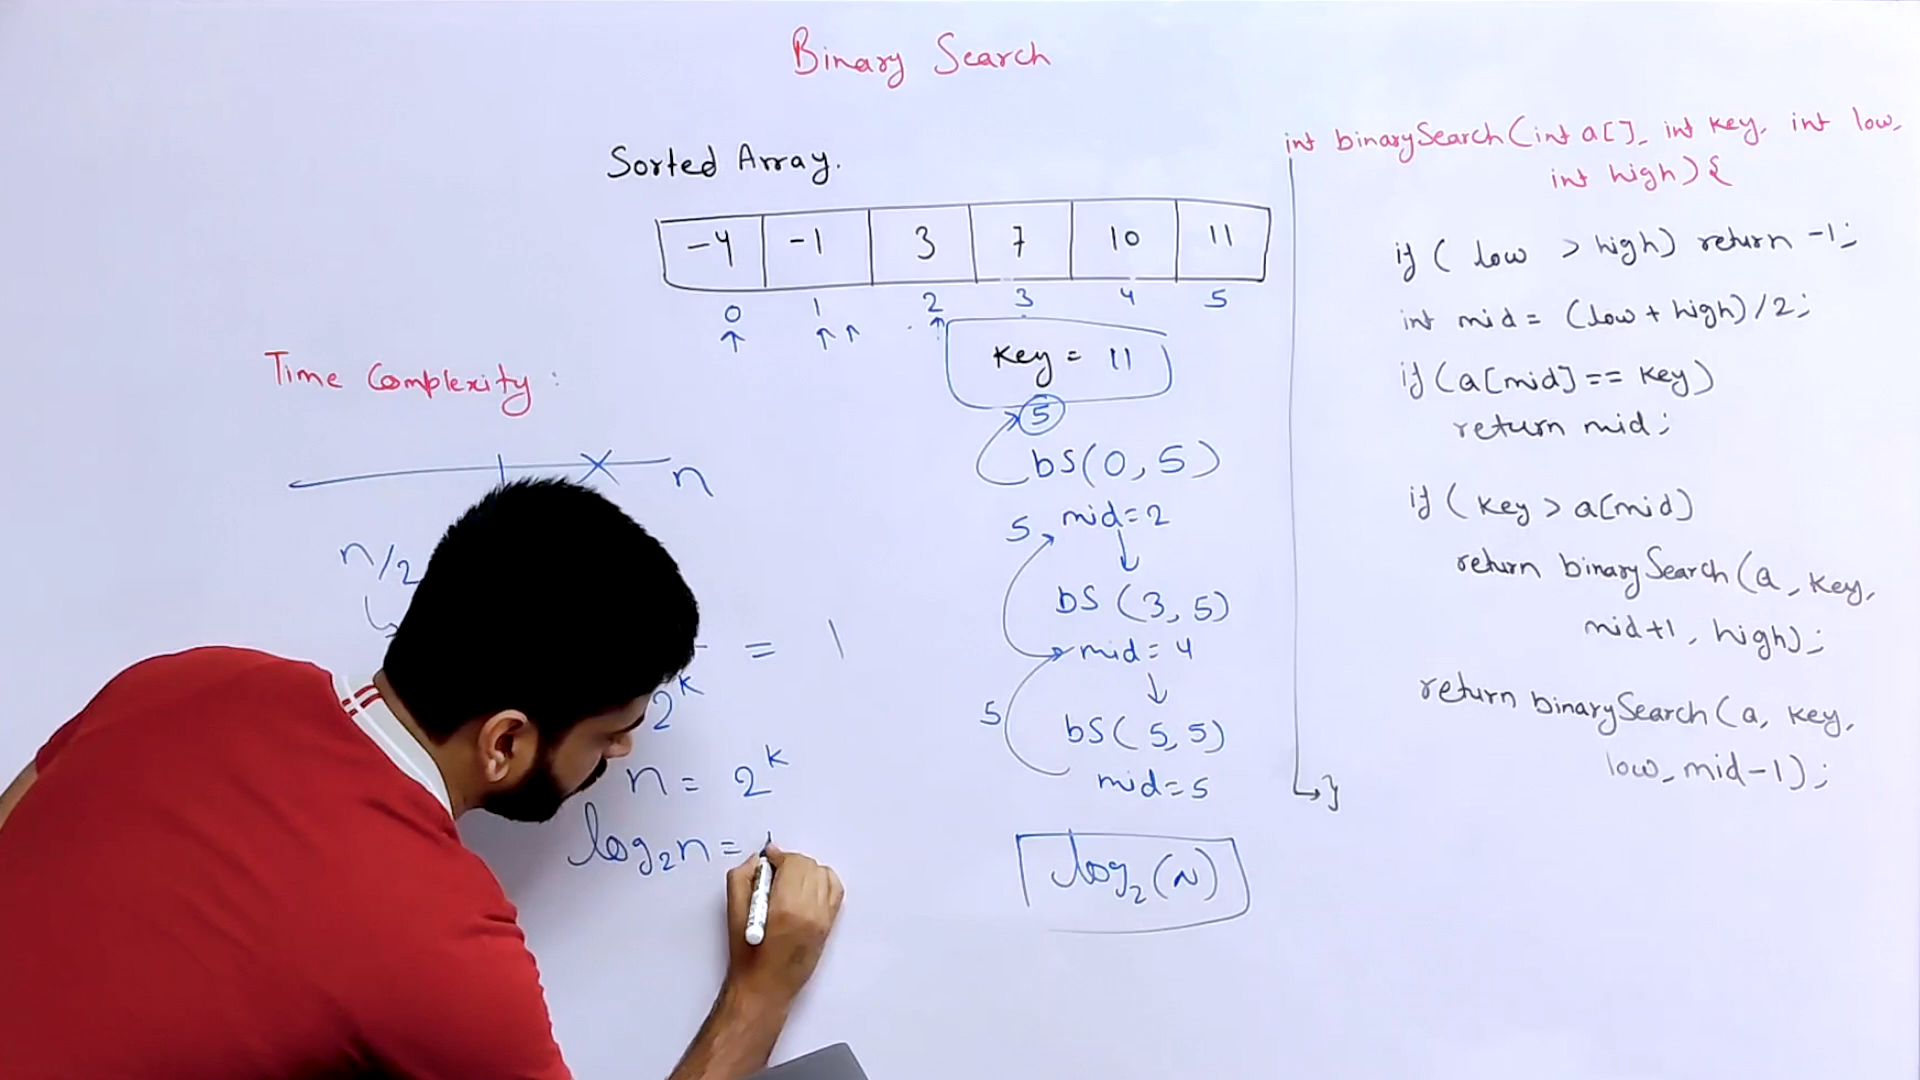 Binary Search
Sorted Array.
-4 -1 3 7 10 11
0 1 2 3 4 5
Key = 11
5
bS(0, 5)
5 mid=2
bS (3, 5)
mid= 4
5
bS( 5, 5)
mid=5
log2(N)
Time Complexity:
n
n/2
= 1
2^k
n = 2^k
log2n =
int binarySearch(int a[], int key, int low,
int high) {
if ( low > high) return -1;
int mid = (low + high)/2;
if (a[mid] == key)
return mid;
if ( key > a[mid])
return binarySearch(a, key,
mid+1, high);
return binarySearch(a, key,
low, mid-1);
}